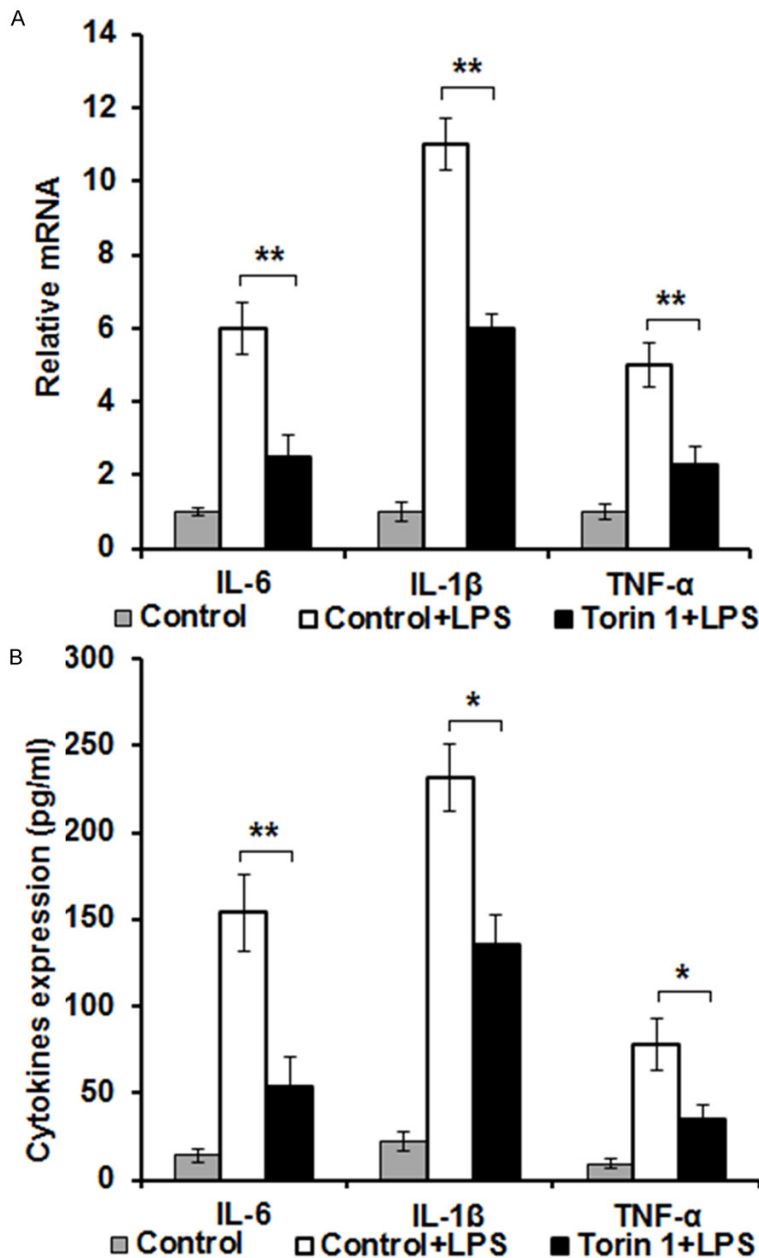 A
Relative mRNA
14
12
10
8
6
4
2
0
**
**
**
IL-6 IL-1β TNF-α
Control Control+LPS Torin 1+LPS
B
Cytokines expression (pg/ml)
300
250
200
150
100
50
0
**
*
*
IL-6 IL-1β TNF-α
Control Control+LPS Torin 1+LPS